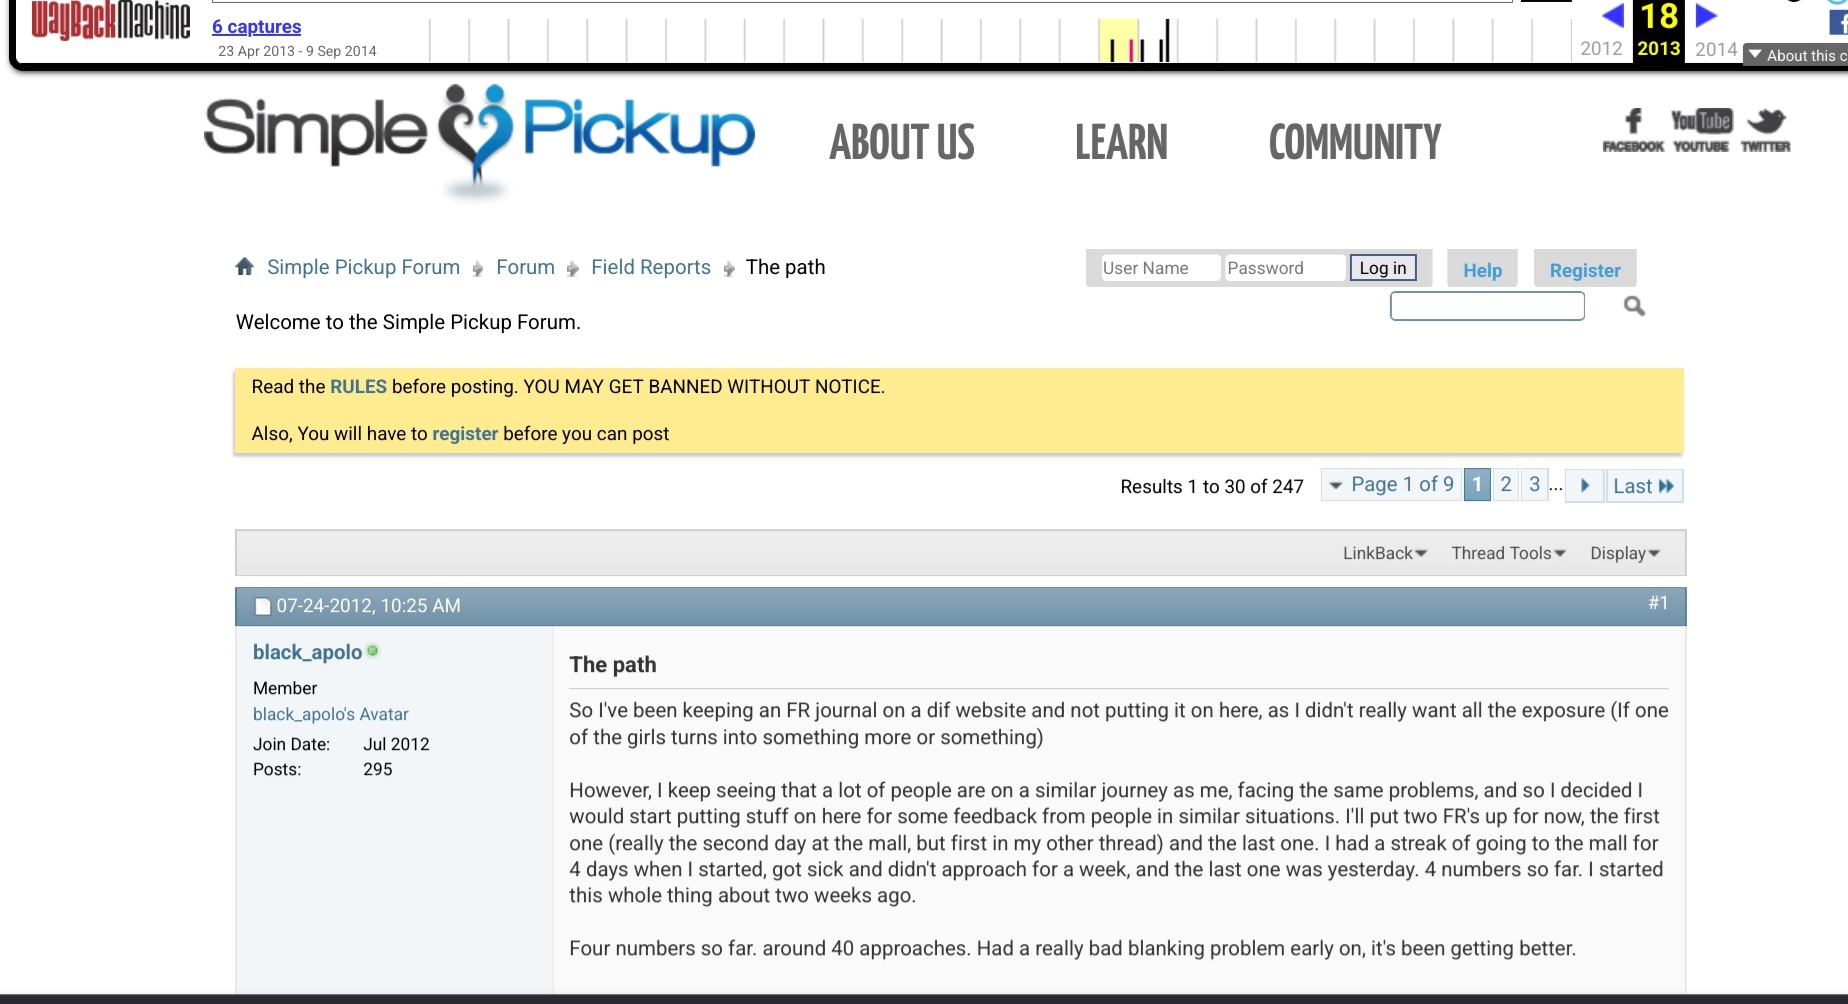 WayBackMachine
6 captures
23 Apr 2013 - 9 Sep 2014
18
2012 2013 2014
About this c
Simple Pickup
ABOUT US LEARN COMMUNITY
You Tube
FACEBOOK YOUTUBE TWITTER
Simple Pickup Forum Forum Field Reports The path
User Name Password Log in Help Register
Welcome to the Simple Pickup Forum.
Read the RULES before posting. YOU MAY GET BANNED WITHOUT NOTICE.
Also, You will have to register before you can post
Results 1 to 30 of 247 Page 1 of 9 1 2 3 ... Last
LinkBack Thread Tools Display
07-24-2012, 10:25 AM #1
black_apolo
Member
black_apolo's Avatar
Join Date: Jul 2012
Posts: 295
The path
So I've been keeping an FR journal on a dif website and not putting it on here, as I didn't really want all the exposure (If one
of the girls turns into something more or something)
However, I keep seeing that a lot of people are on a similar journey as me, facing the same problems, and so I decided I
would start putting stuff on here for some feedback from people in similar situations. I'll put two FR's up for now, the first
one (really the second day at the mall, but first in my other thread) and the last one. I had a streak of going to the mall for
4 days when I started, got sick and didn't approach for a week, and the last one was yesterday. 4 numbers so far. I started
this whole thing about two weeks ago.
Four numbers so far. around 40 approaches. Had a really bad blanking problem early on, it's been getting better.